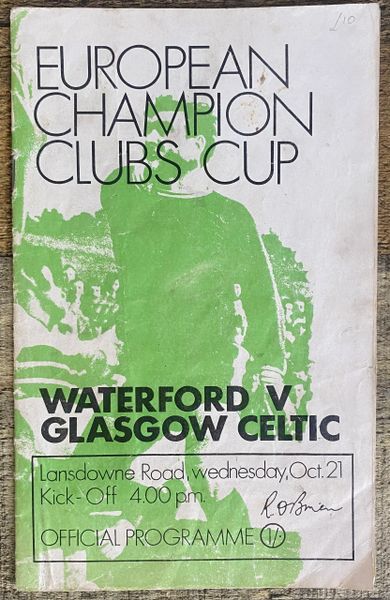 £10
EUROPEAN
CHAMPION
CLUBS CUP
WATERFORD V
GLASGOW CELTIC
Lansdowne Road, wednesday, Oct. 21
Kick-Off 4.00 p.m.
R. O'Brien
OFFICIAL PROGRAMME 1/-